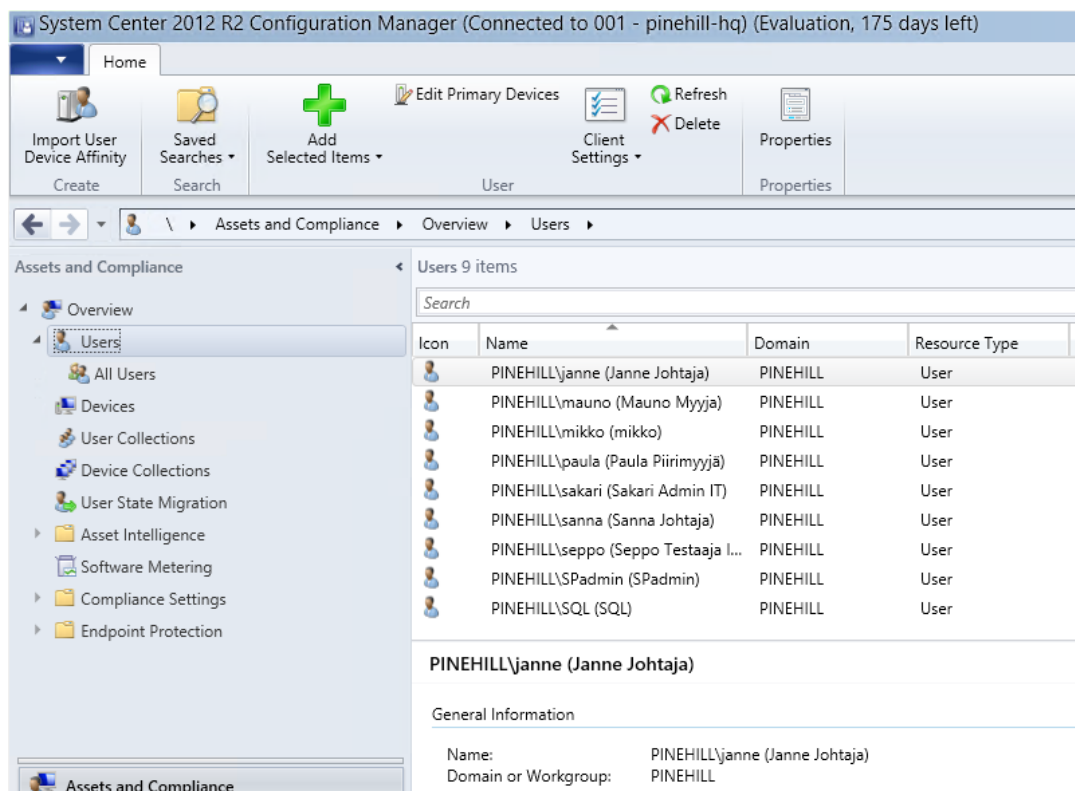 System Center 2012 R2 Configuration Manager (Connected to 001 - pinehill-hq) (Evaluation, 175 days left)
Home
Import User Device Affinity
Saved Searches
Add Selected Items
Edit Primary Devices
Client Settings
Refresh
Delete
Properties
Create
Search
User
Properties
\ Assets and Compliance Overview Users
Assets and Compliance
Overview
Users
All Users
Devices
User Collections
Device Collections
User State Migration
Asset Intelligence
Software Metering
Compliance Settings
Endpoint Protection
Assets and Compliance
Users 9 items
Search
Icon Name Domain Resource Type
PINEHILL\janne (Janne Johtaja) PINEHILL User
PINEHILL\mauno (Mauno Myyja) PINEHILL User
PINEHILL\mikko (mikko) PINEHILL User
PINEHILL\paula (Paula Piirimyyjä) PINEHILL User
PINEHILL\sakari (Sakari Admin IT) PINEHILL User
PINEHILL\sanna (Sanna Johtaja) PINEHILL User
PINEHILL\seppo (Seppo Testaaja I... PINEHILL User
PINEHILL\SPadmin (SPadmin) PINEHILL User
PINEHILL\SQL (SQL) PINEHILL User
PINEHILL\janne (Janne Johtaja)
General Information
Name: PINEHILL\janne (Janne Johtaja)
Domain or Workgroup: PINEHILL